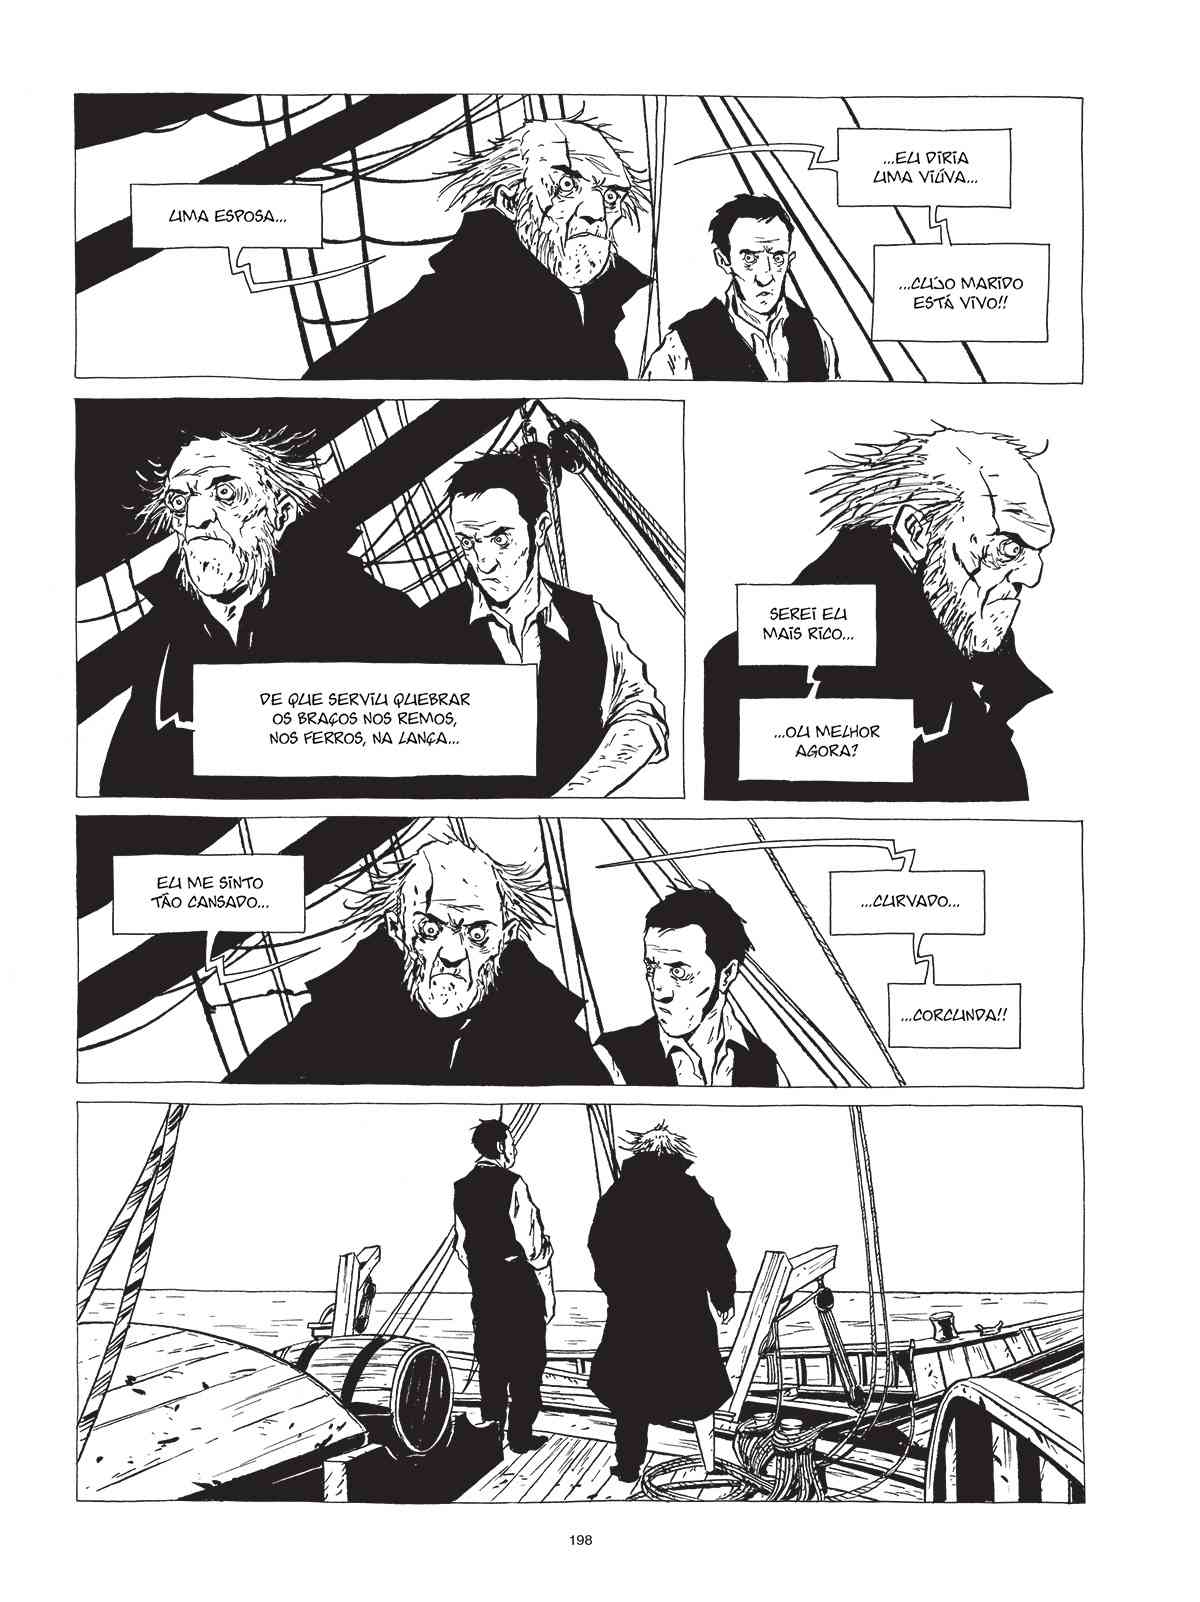 UMA ESPOSA...
...EU DIRIA
UMA VIÚVA...
...CUJO MARIDO
ESTÁ VIVO!!
DE QUE SERVIU QUEBRAR
OS BRAÇOS NOS REMOS,
NOS FERROS, NA LANÇA...
SEREI EU
MAIS RICO...
...OU MELHOR
AGORA?
EU ME SINTO
TÃO CANSADO...
...CURVADO...
...CORCUNDA!!
198